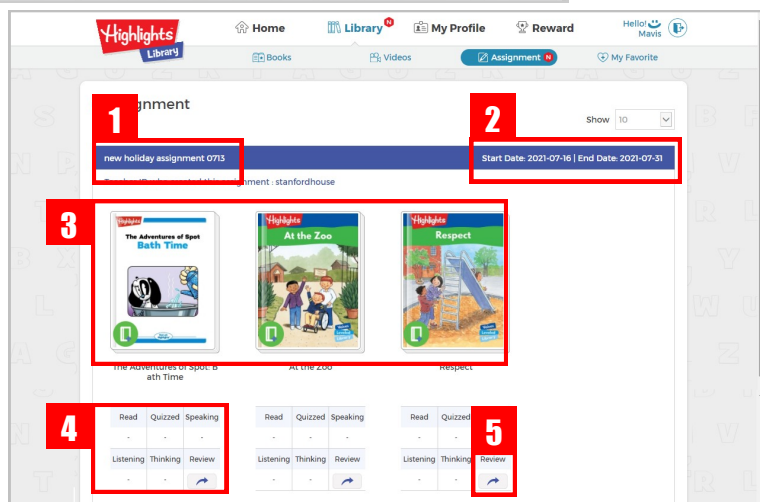 Highlights
Library
Home
Library N
My Profile
Reward
Hello!
Mavis
Books
Videos
Assignment N
My Favorite
1
nment
2
Show 10
new holiday assignment 0713
Start Date: 2021-07-16 | End Date: 2021-07-31
: stanfordhouse
3
Highlights
The Adventures of Spot
Bath Time
Highlights
At the Zoo
Highlights
Respect
The Adventures of Spot: B
ath Time
At the Zoo
Respect
4
Read Quizzed Speaking
- - -
Listening Thinking Review
- -
Read Quizzed Speaking
- - -
Listening Thinking Review
- -
5
Read Quizzed
- -
Listening Thinking Review
- -